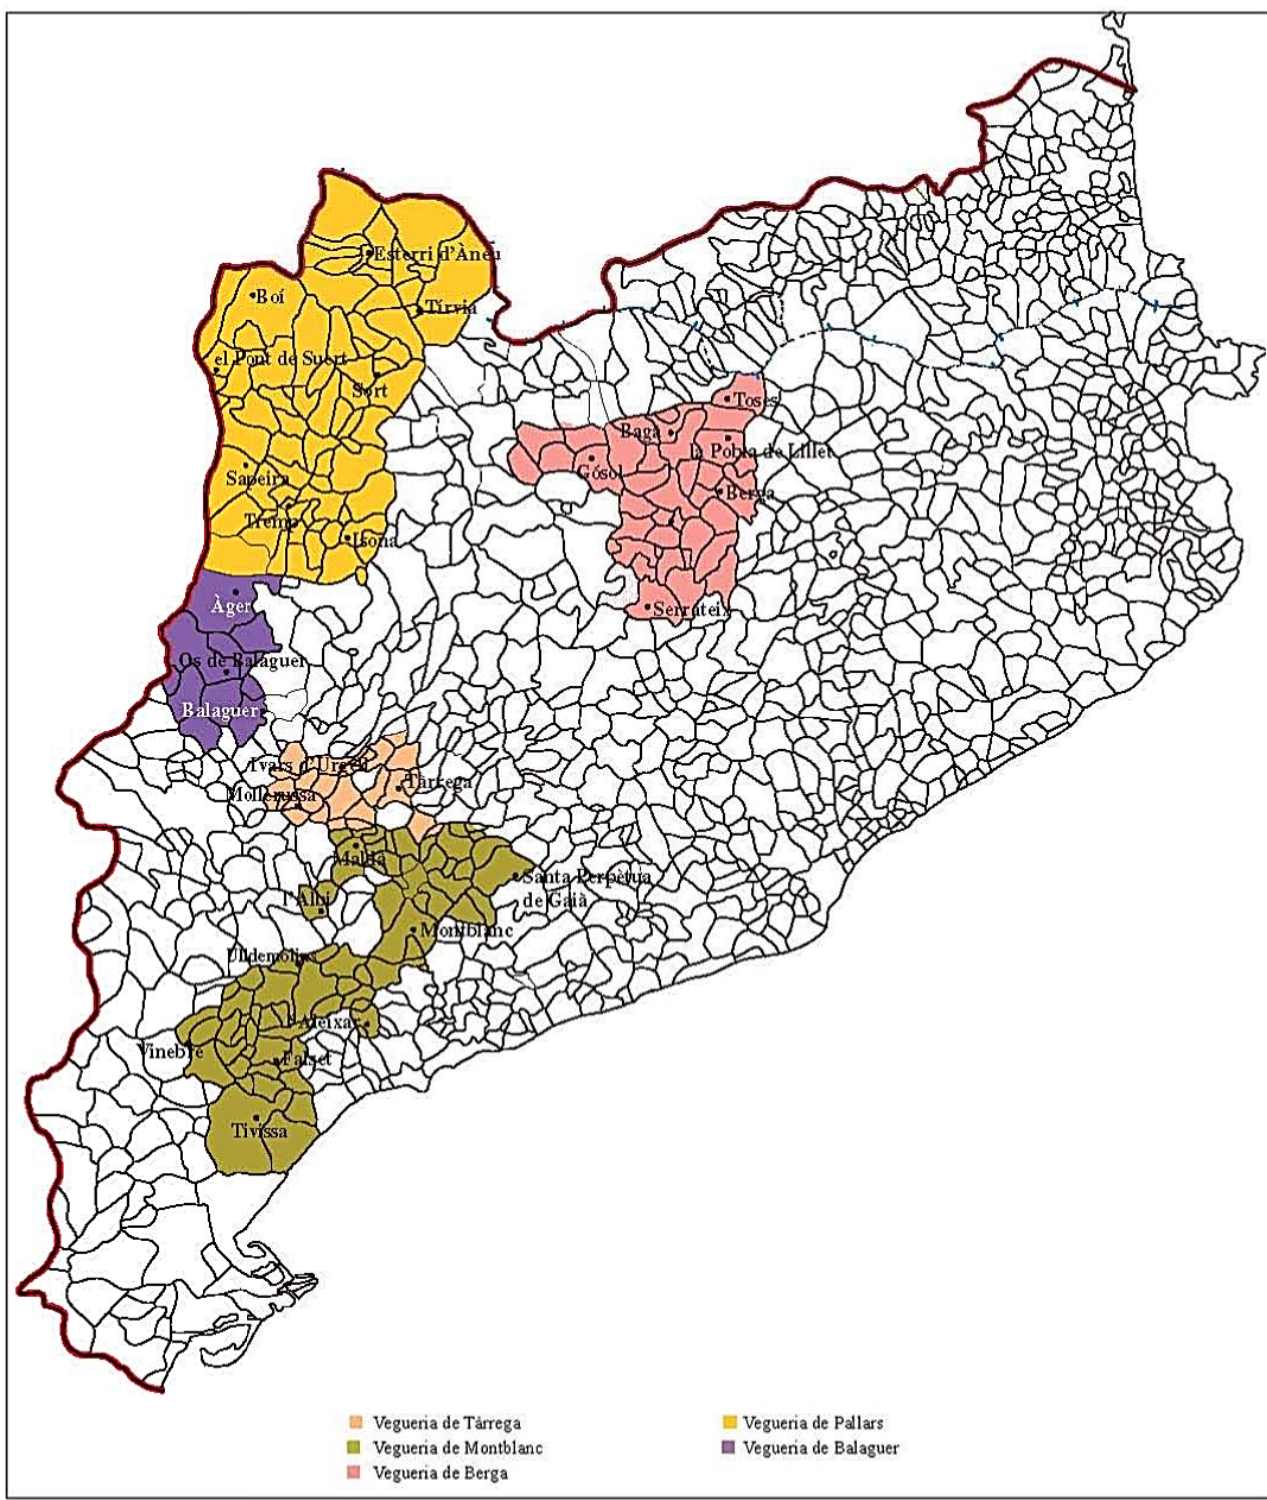 Esterri d'Àneu
Boí
Tírvia
el Pont de Suert
Sort
Toses
Bagà
la Pobla de Lillet
Gósol
Sapeira
Berga
Tremp
Isona
Àger
Serrateix
Os de Balaguer
Balaguer
Ivars d'Urgell
Tàrrega
Mollerussa
Maldà
Santa Perpètua
de Gaià
l'Albi
Montblanc
Ulldemolins
l'Aleixar
Vinebre
Falset
Tivissa
Vegueria de Tàrrega
Vegueria de Montblanc
Vegueria de Berga
Vegueria de Pallars
Vegueria de Balaguer